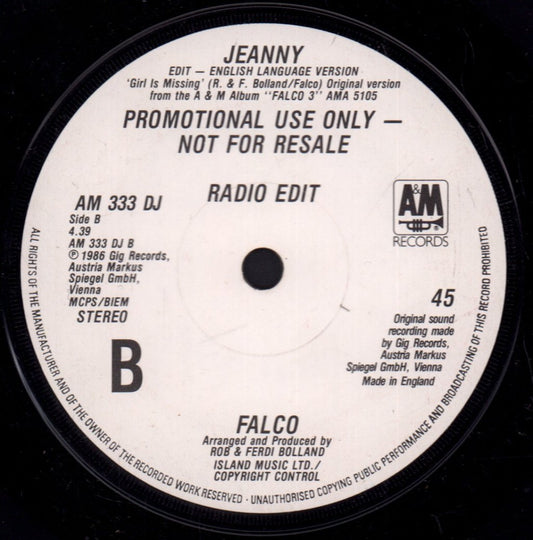 JEANNY
EDIT — ENGLISH LANGUAGE VERSION
'Girl Is Missing' (R. & F. Bolland/Falco) Original version
from the A & M Album "FALCO 3" AMA 5105
PROMOTIONAL USE ONLY —
NOT FOR RESALE
RADIO EDIT
AM 333 DJ
Side B
4.39
AM 333 DJ B
℗ 1986 Gig Records,
Austria Markus
Spiegel GmbH,
Vienna
MCPS/BIEM
STEREO
B
A&M
®
RECORDS
45
Original sound
recording made
by Gig Records,
Austria Markus
Spiegel GmbH, Vienna
Made in England
FALCO
Arranged and Produced by
ROB & FERDI BOLLAND
ISLAND MUSIC LTD./
COPYRIGHT CONTROL
ALL RIGHTS OF THE MANUFACTURER AND OF THE OWNER OF THE RECORDED WORK RESERVED · UNAUTHORISED COPYING PUBLIC PERFORMANCE AND BROADCASTING OF THIS RECORD PROHIBITED